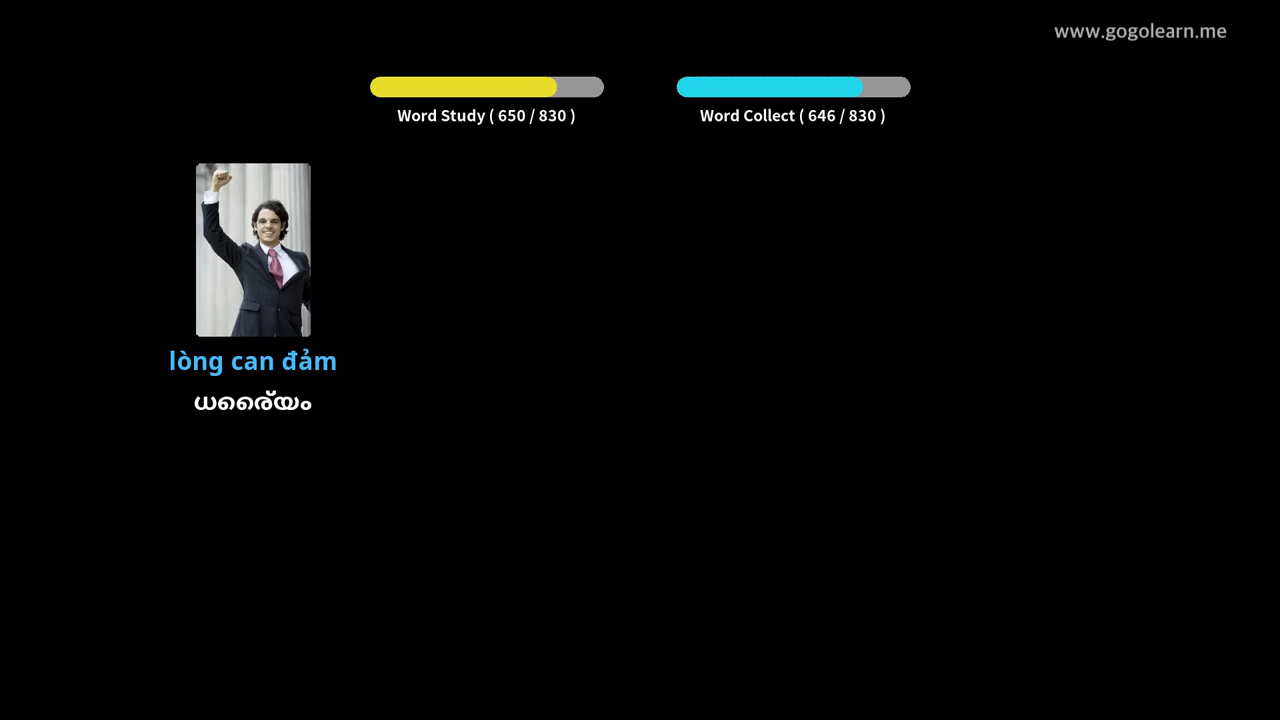 www.gogolearn.me
Word Study ( 650 / 830 )
Word Collect ( 646 / 830 )
lòng can đảm
ധൈര്യം